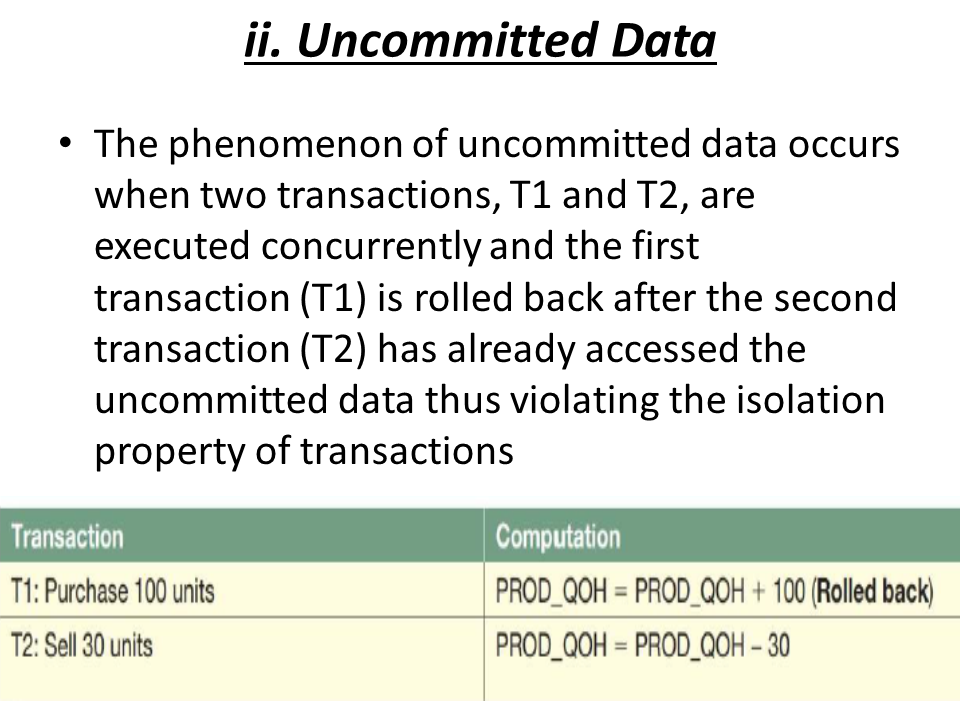 ii. Uncommitted Data
• The phenomenon of uncommitted data occurs
when two transactions, T1 and T2, are
executed concurrently and the first
transaction (T1) is rolled back after the second
transaction (T2) has already accessed the
uncommitted data thus violating the isolation
property of transactions
Transaction Computation
T1: Purchase 100 units PROD_QOH = PROD_QOH + 100 (Rolled back)
T2: Sell 30 units PROD_QOH = PROD_QOH – 30